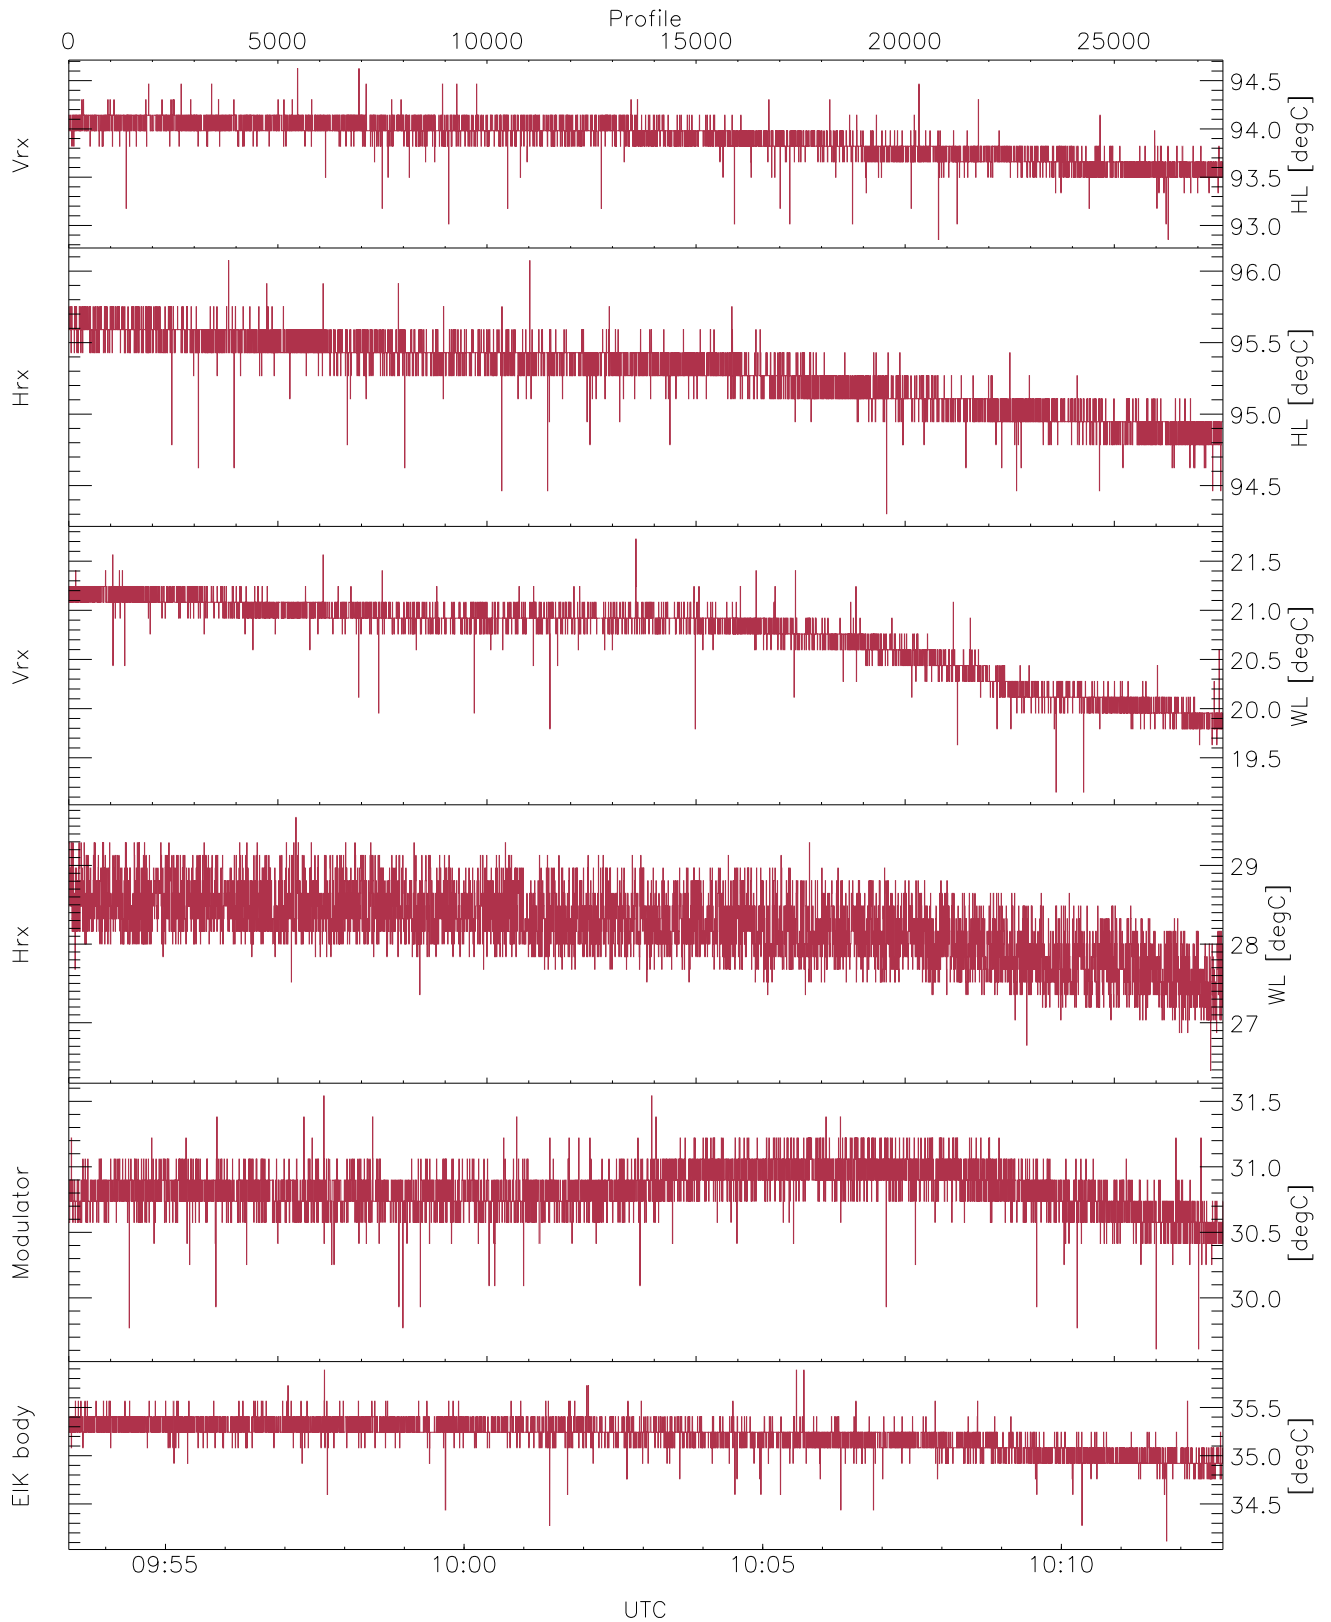 Profile
0 5000 10000 15000 20000 25000
Vrx
94.5
94.0
93.5
93.0
HL [degC]
Hrx
96.0
95.5
95.0
94.5
HL [degC]
Vrx
21.5
21.0
20.5
20.0
19.5
WL [degC]
Hrx
29
28
27
WL [degC]
Modulator
31.5
31.0
30.5
30.0
[degC]
EIK body
35.5
35.0
34.5
[degC]
09:55 10:00 10:05 10:10
UTC